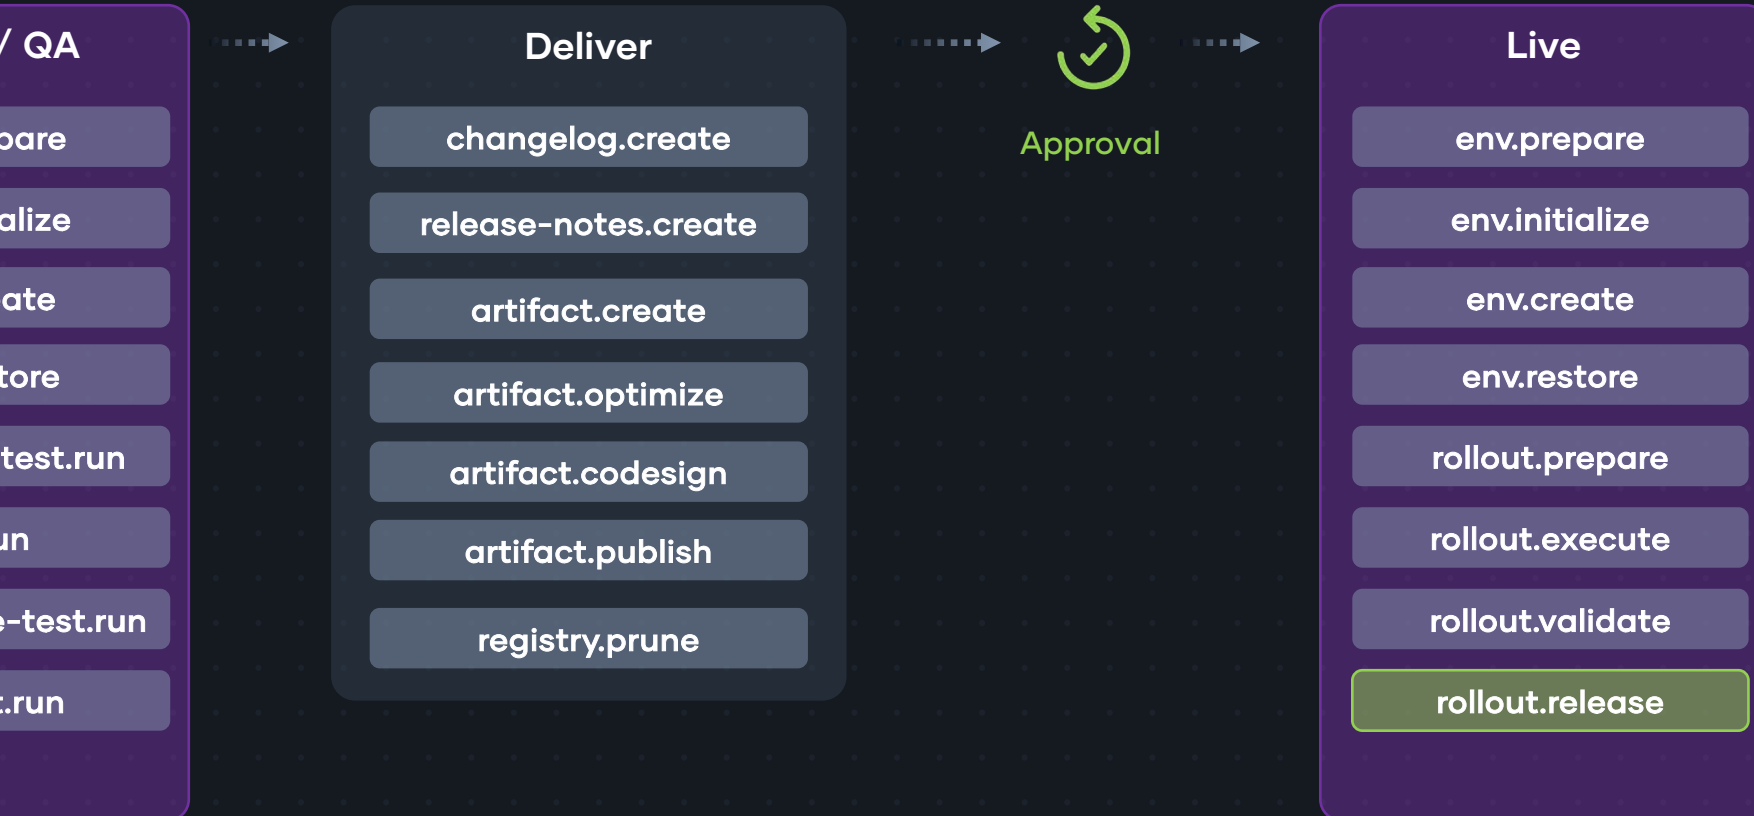 / QA
pare
alize
ate
tore
test.run
un
e-test.run
t.run
Deliver
changelog.create
release-notes.create
artifact.create
artifact.optimize
artifact.codesign
artifact.publish
registry.prune
Approval
Live
env.prepare
env.initialize
env.create
env.restore
rollout.prepare
rollout.execute
rollout.validate
rollout.release